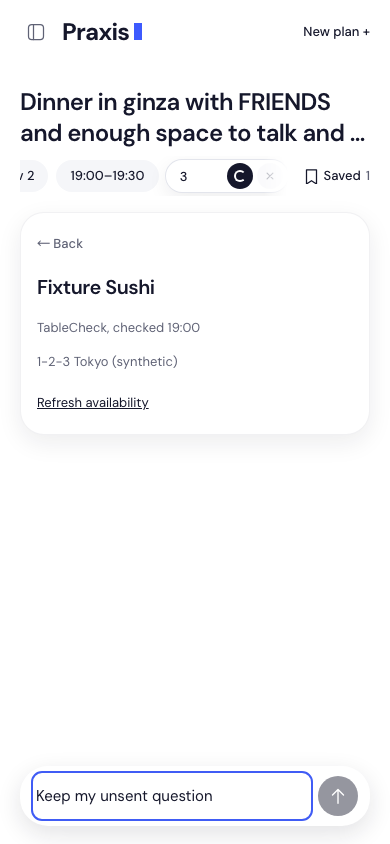 Praxis
New plan +
Dinner in ginza with FRIENDS
and enough space to talk and ...
2
19:00–19:30
3
Saved 1
← Back
Fixture Sushi
TableCheck, checked 19:00
1-2-3 Tokyo (synthetic)
Refresh availability
Keep my unsent question